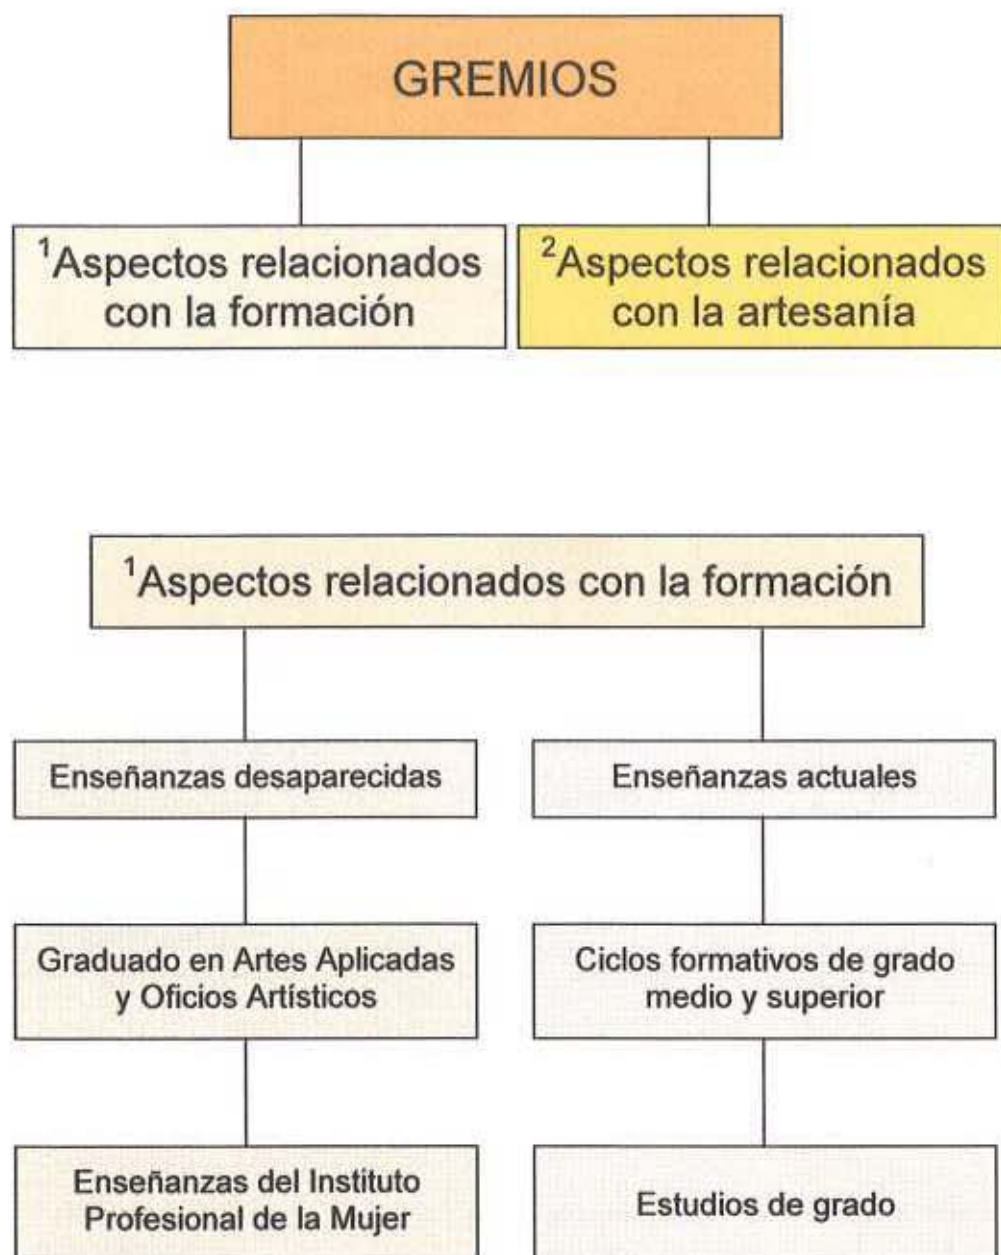 GREMIOS
¹Aspectos relacionados
con la formación
²Aspectos relacionados
con la artesanía
¹Aspectos relacionados con la formación
Enseñanzas desaparecidas
Enseñanzas actuales
Graduado en Artes Aplicadas
y Oficios Artísticos
Ciclos formativos de grado
medio y superior
Enseñanzas del Instituto
Profesional de la Mujer
Estudios de grado